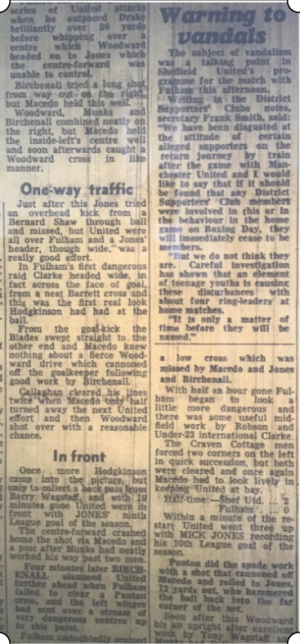 series of United attacks
when he outpaced Drake
brilliantly over 20 yards
before whipping over a
centre which Woodward
headed on to Jones which
the centre-forward was
unable to control.
Birchenall tried a long shot
from way out on the right,
but Macedo held this well.
Woodward, Munks and
Birchenall combined neatly on
the right, but Macedo held
the inside-left's centre well
and soon afterwards caught a
Woodward cross in like
manner.
One-way traffic
Just after this Jones tried
an overhead kick from a
Bernard Shaw through ball
and missed, but United were
all over Fulham and a Jones'
header, though wide, was a
really good effort.
In Fulham's first dangerous
raid Clarke headed wide, in
fact across the face of goal,
from a neat Barrett cross and
this was the first real look
Hodgkinson had had at the
ball.
From the goal-kick the
Blades swept straight to the
other end and Macedo knew
nothing about a fierce Wood-
ward drive which cannoned
off the goalkeeper following
good work by Birchenall.
Callaghan cleared his lines
twice when Macedo only half
turned away the next United
effort and then Woodward
shot over with a reasonable
chance.
In front
Once more Hodgkinson
came into the picture, but
only to collect a back pass from
Barry Wagstaff, and with 19
minutes gone United were in
front with JONES' ninth
League goal of the season.
The centre-forward crashed
home the shot via Macedo and
a post after Munks had neatly
worked his way past two men.
Four minutes later BIRCH-
ENALL slammed United
further ahead when Fulham
failed to clear a Punton
cross, and the left winger
had sent over a stream of
very dangerous centres up
to this point.
Fulham undoubtedly
Warning to
vandals
The subject of vandalism
was a talking point in
Sheffield United's pro-
gramme for the match with
Fulham this afternoon.
Writing in the District
Supporters' Clubs notes,
secretary Frank Smith, said:
"We have been disgusted at
the attitude of certain
alleged supporters on the
return journey by train
after the game with Man-
chester United and I would
like to say that if it should
be found that any District
Supporters' Club members
were involved in this or in
the behaviour in the home
game on Boxing Day, they
will immediately cease to be
members.
"But we do not think they
are. Careful investigation
has shown that an element
of teenage youths is causing
these disturbances with
about four ring-leaders at
home matches.
"It is only a matter of
time before they will be
named."
a low cross which was
missed by Macedo and Jones
and Birchenall.
With half an hour gone Ful-
ham began to look a
little more dangerous and
there was some useful mid-
field work by Robson and
Under-23 international Clarke.
The Craven Cottage men
forced two corners on the left
in quick succession, but both
were cleared and once again
Macedo had to look lively in
keeping United at bay.
Half-time: Shef Utd. .. 2
Fulham .. 0
Within a minute of the re-
start United went three up
with MICK JONES recording
his 10th League goal of the
season.
Punton did the spade work
with a shot that cannoned off
Macedo and rolled to Jones,
12 yards out, who hammered
the ball back into the far
corner of the net.
Soon after this Woodward
hit an upright after excellent
work by Tony